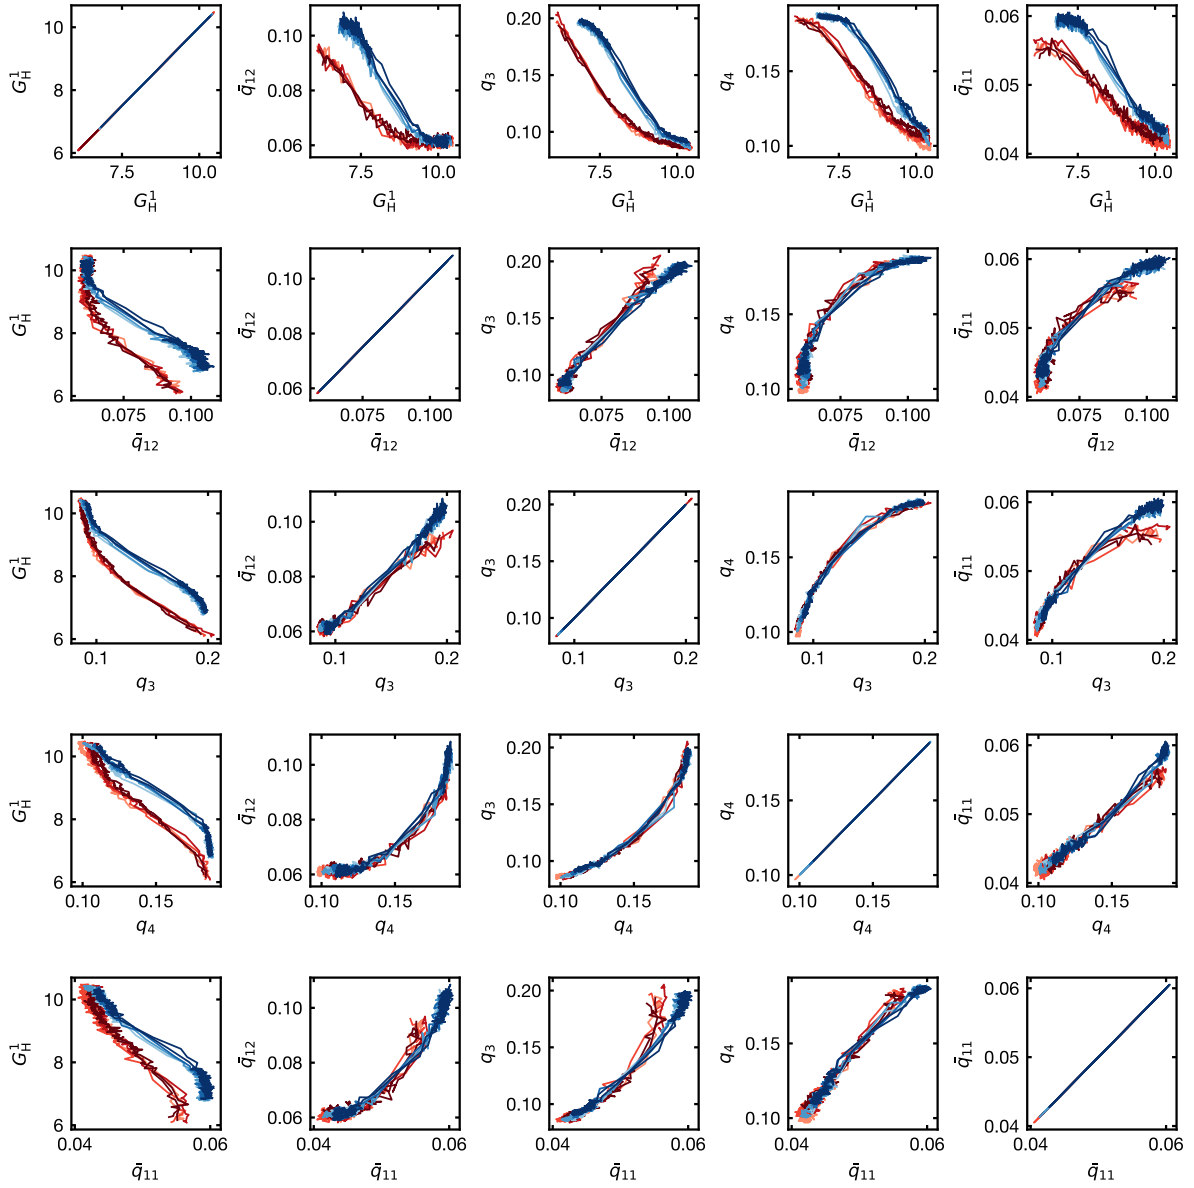 G_H^1 10 8 6 7.5 10.0 G_H^1
q̄_12 0.10 0.08 0.06 7.5 10.0 G_H^1
q_3 0.20 0.15 0.10 7.5 10.0 G_H^1
q_4 0.15 0.10 7.5 10.0 G_H^1
q̄_11 0.06 0.05 0.04 7.5 10.0 G_H^1
G_H^1 10 8 6 0.075 0.100 q̄_12
q̄_12 0.10 0.08 0.06 0.075 0.100 q̄_12
q_3 0.20 0.15 0.10 0.075 0.100 q̄_12
q_4 0.15 0.10 0.075 0.100 q̄_12
q̄_11 0.06 0.05 0.04 0.075 0.100 q̄_12
G_H^1 10 8 6 0.1 0.2 q_3
q̄_12 0.10 0.08 0.06 0.1 0.2 q_3
q_3 0.20 0.15 0.10 0.1 0.2 q_3
q_4 0.15 0.10 0.1 0.2 q_3
q̄_11 0.06 0.05 0.04 0.1 0.2 q_3
G_H^1 10 8 6 0.10 0.15 q_4
q̄_12 0.10 0.08 0.06 0.10 0.15 q_4
q_3 0.20 0.15 0.10 0.10 0.15 q_4
q_4 0.15 0.10 0.10 0.15 q_4
q̄_11 0.06 0.05 0.04 0.10 0.15 q_4
G_H^1 10 8 6 0.04 0.06 q̄_11
q̄_12 0.10 0.08 0.06 0.04 0.06 q̄_11
q_3 0.20 0.15 0.10 0.04 0.06 q̄_11
q_4 0.15 0.10 0.04 0.06 q̄_11
q̄_11 0.06 0.05 0.04 0.04 0.06 q̄_11